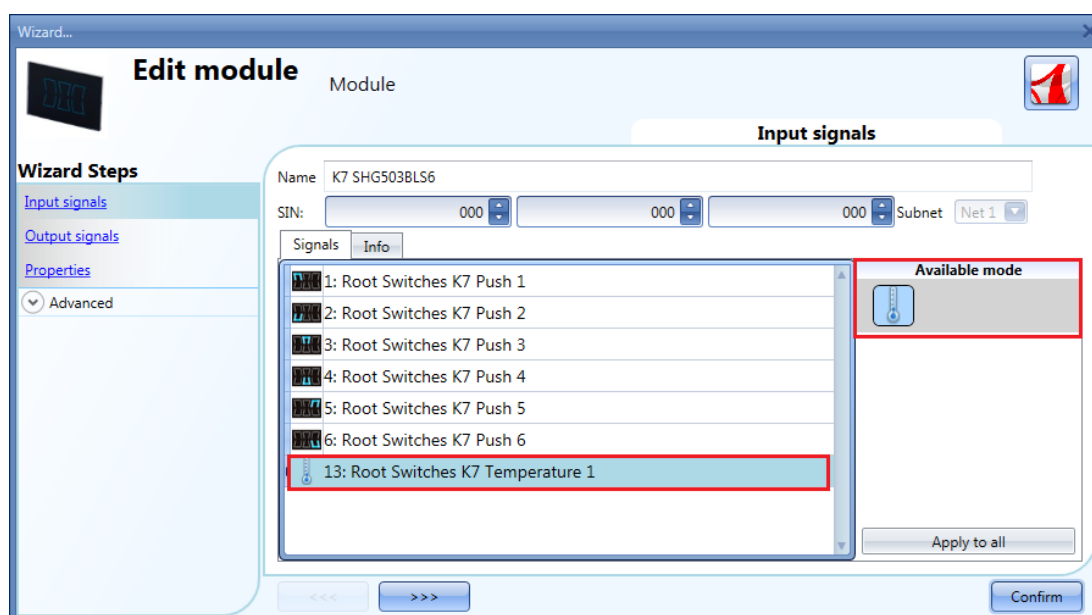 Wizard...
Edit module
Module
Input signals
Wizard Steps
Input signals
Output signals
Properties
Advanced
Name K7 SHG503BLS6
SIN: 000 000 000 Subnet Net 1
Signals Info
1: Root Switches K7 Push 1
2: Root Switches K7 Push 2
3: Root Switches K7 Push 3
4: Root Switches K7 Push 4
5: Root Switches K7 Push 5
6: Root Switches K7 Push 6
13: Root Switches K7 Temperature 1
Available mode
Apply to all
<<< >>> Confirm